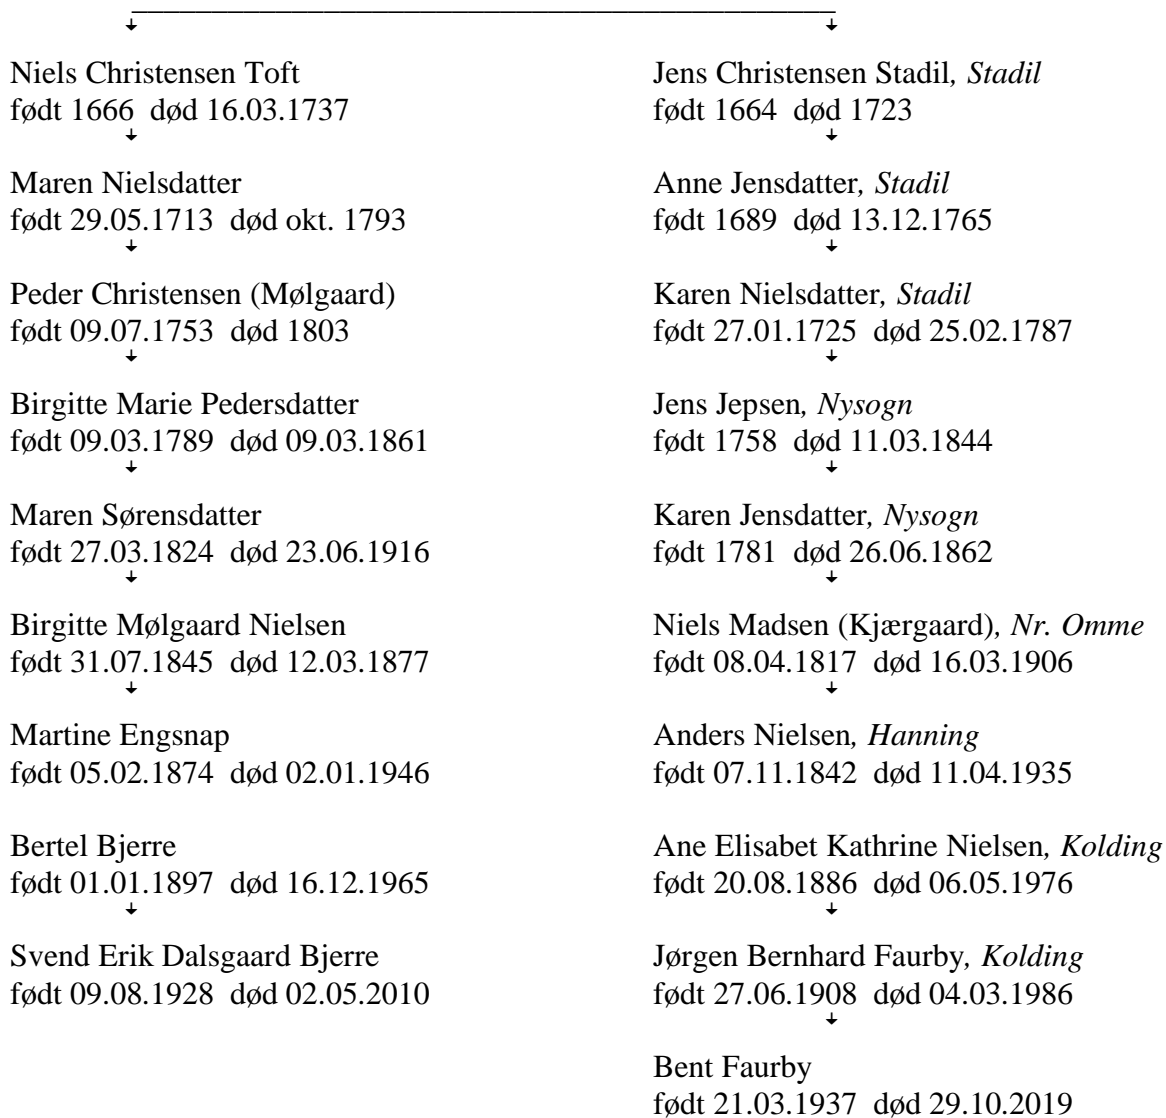 Niels Christensen Toft
født 1666 død 16.03.1737
Maren Nielsdatter
født 29.05.1713 død okt. 1793
Peder Christensen (Mølgaard)
født 09.07.1753 død 1803
Birgitte Marie Pedersdatter
født 09.03.1789 død 09.03.1861
Maren Sørensdatter
født 27.03.1824 død 23.06.1916
Birgitte Mølgaard Nielsen
født 31.07.1845 død 12.03.1877
Martine Engsnap
født 05.02.1874 død 02.01.1946
Bertel Bjerre
født 01.01.1897 død 16.12.1965
Svend Erik Dalsgaard Bjerre
født 09.08.1928 død 02.05.2010
Jens Christensen Stadil, Stadil
født 1664 død 1723
Anne Jensdatter, Stadil
født 1689 død 13.12.1765
Karen Nielsdatter, Stadil
født 27.01.1725 død 25.02.1787
Jens Jepsen, Nysogn
født 1758 død 11.03.1844
Karen Jensdatter, Nysogn
født 1781 død 26.06.1862
Niels Madsen (Kjærgaard), Nr. Omme
født 08.04.1817 død 16.03.1906
Anders Nielsen, Hanning
født 07.11.1842 død 11.04.1935
Ane Elisabet Kathrine Nielsen, Kolding
født 20.08.1886 død 06.05.1976
Jørgen Bernhard Faurby, Kolding
født 27.06.1908 død 04.03.1986
Bent Faurby
født 21.03.1937 død 29.10.2019